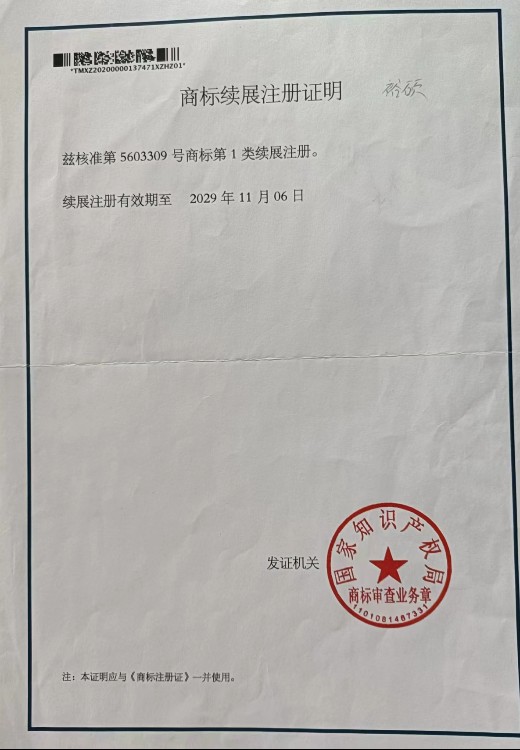 *TMXZ20200000137471XZHZ01*
商标续展注册证明
兹核准第 5603309 号商标第 1 类续展注册。
续展注册有效期至 2029 年 11 月 06 日
发证机关
国家知识产权局
商标审查业务章
1101081467331
注：本证明应与《商标注册证》一并使用。